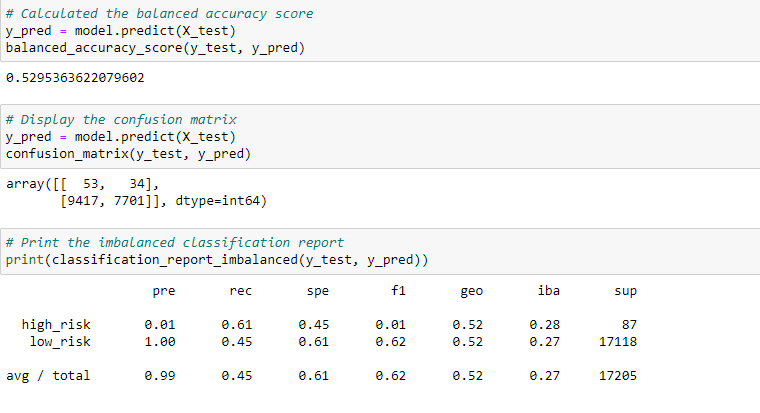 # Calculated the balanced accuracy score
y_pred = model.predict(X_test)
balanced_accuracy_score(y_test, y_pred)
0.5295363622079602
# Display the confusion matrix
y_pred = model.predict(X_test)
confusion_matrix(y_test, y_pred)
array([[  53,   34],
       [9417, 7701]], dtype=int64)
# Print the imbalanced classification report
print(classification_report_imbalanced(y_test, y_pred))
pre rec spe f1 geo iba sup
high_risk 0.01 0.61 0.45 0.01 0.52 0.28 87
low_risk 1.00 0.45 0.61 0.62 0.52 0.27 17118
avg / total 0.99 0.45 0.61 0.62 0.52 0.27 17205